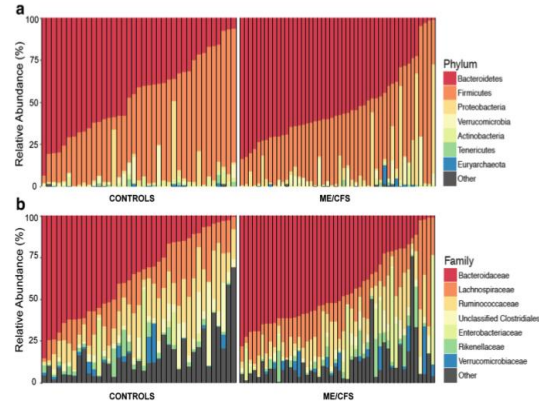 a
Relative Abundance (%)
100
75
50
25
0
CONTROLS
ME/CFS
Phylum
Bacteroidetes
Firmicutes
Proteobacteria
Verrucomicrobia
Actinobacteria
Tenericutes
Euryarchaeota
Other
b
Relative Abundance (%)
100
75
50
25
0
CONTROLS
ME/CFS
Family
Bacteroidaceae
Lachnospiraceae
Ruminococcaceae
Unclassified Clostridiales
Enterobacteriaceae
Rikenellaceae
Verrucomicrobiaceae
Other